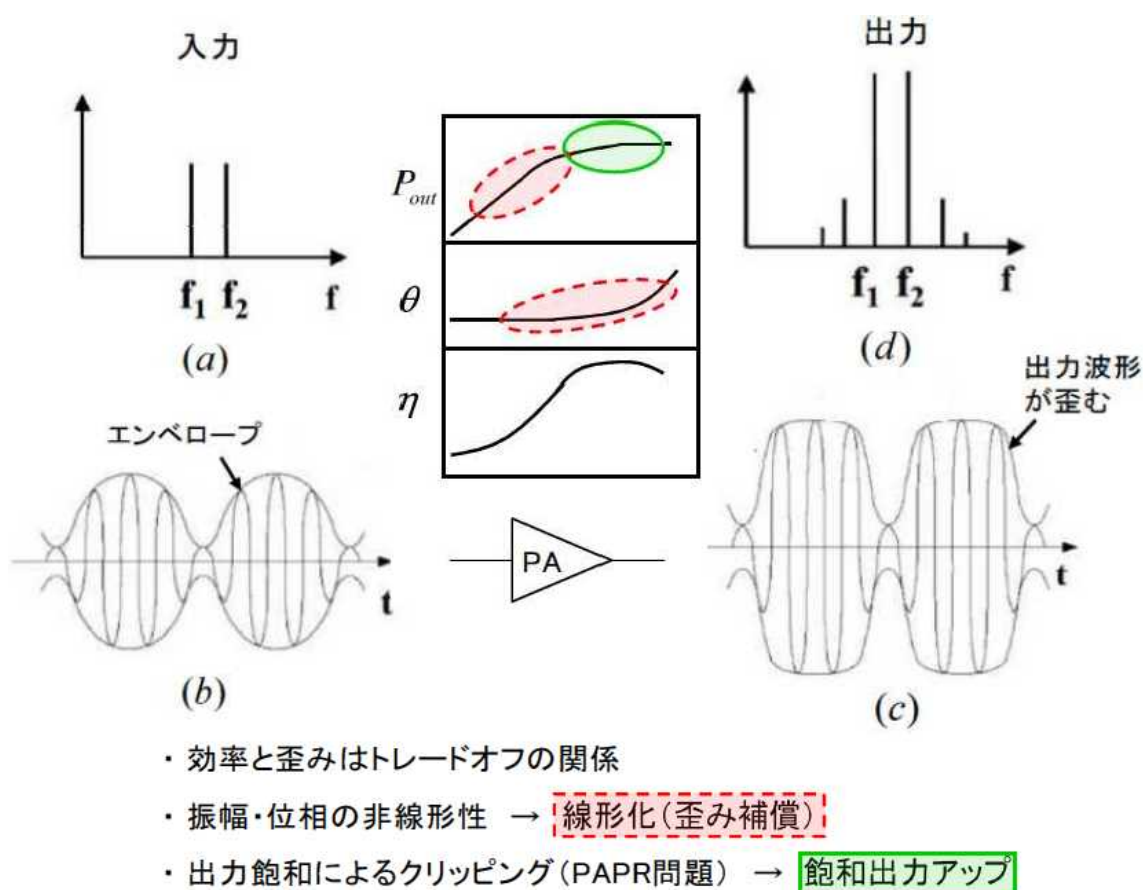 入力
f₁ f₂ f
(a)
エンベロープ
t
(b)
P_out
θ
η
PA
出力
f₁ f₂ f
(d)
出力波形
が歪む
t
(c)
・ 効率と歪みはトレードオフの関係
・ 振幅・位相の非線形性 → 線形化(歪み補償)
・ 出力飽和によるクリッピング(PAPR問題) → 飽和出力アップ